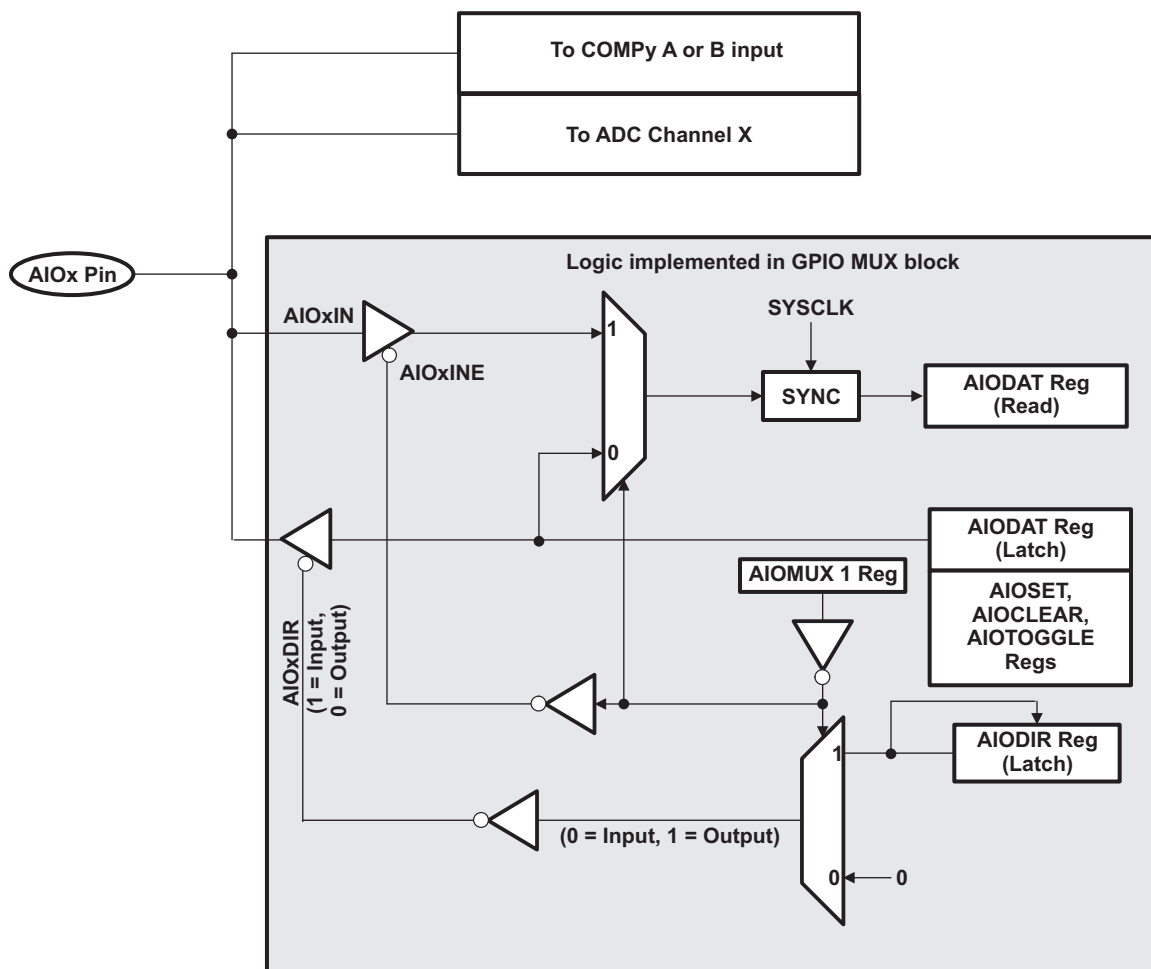 To COMPy A or B input
To ADC Channel X
AIOx Pin
Logic implemented in GPIO MUX block
AIOxIN
AIOxINE
1
0
SYSCLK
SYNC
AIODAT Reg
(Read)
AIODAT Reg
(Latch)
AIOSET,
AIOCLEAR,
AIOTOGGLE
Regs
AIOMUX 1 Reg
AIOxDIR
(1 = Input,
0 = Output)
1
AIODIR Reg
(Latch)
(0 = Input, 1 = Output)
0
0